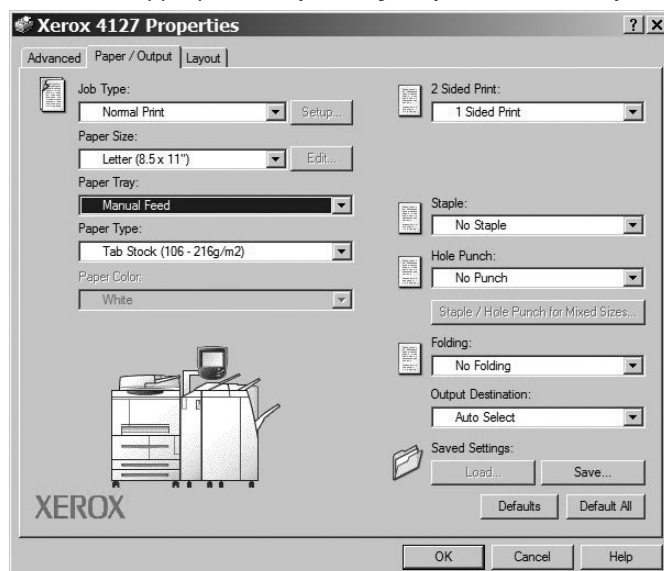 Xerox 4127 Properties
? X
Advanced
Paper / Output
Layout
Job Type:
Normal Print
Setup...
Paper Size:
Letter (8.5 x 11")
Edit...
Paper Tray:
Manual Feed
Paper Type:
Tab Stock (106 - 216g/m2)
Paper Color:
White
XEROX
2 Sided Print:
1 Sided Print
Staple:
No Staple
Hole Punch:
No Punch
Staple / Hole Punch for Mixed Sizes...
Folding:
No Folding
Output Destination:
Auto Select
Saved Settings:
Load...
Save...
Defaults
Default All
OK
Cancel
Help